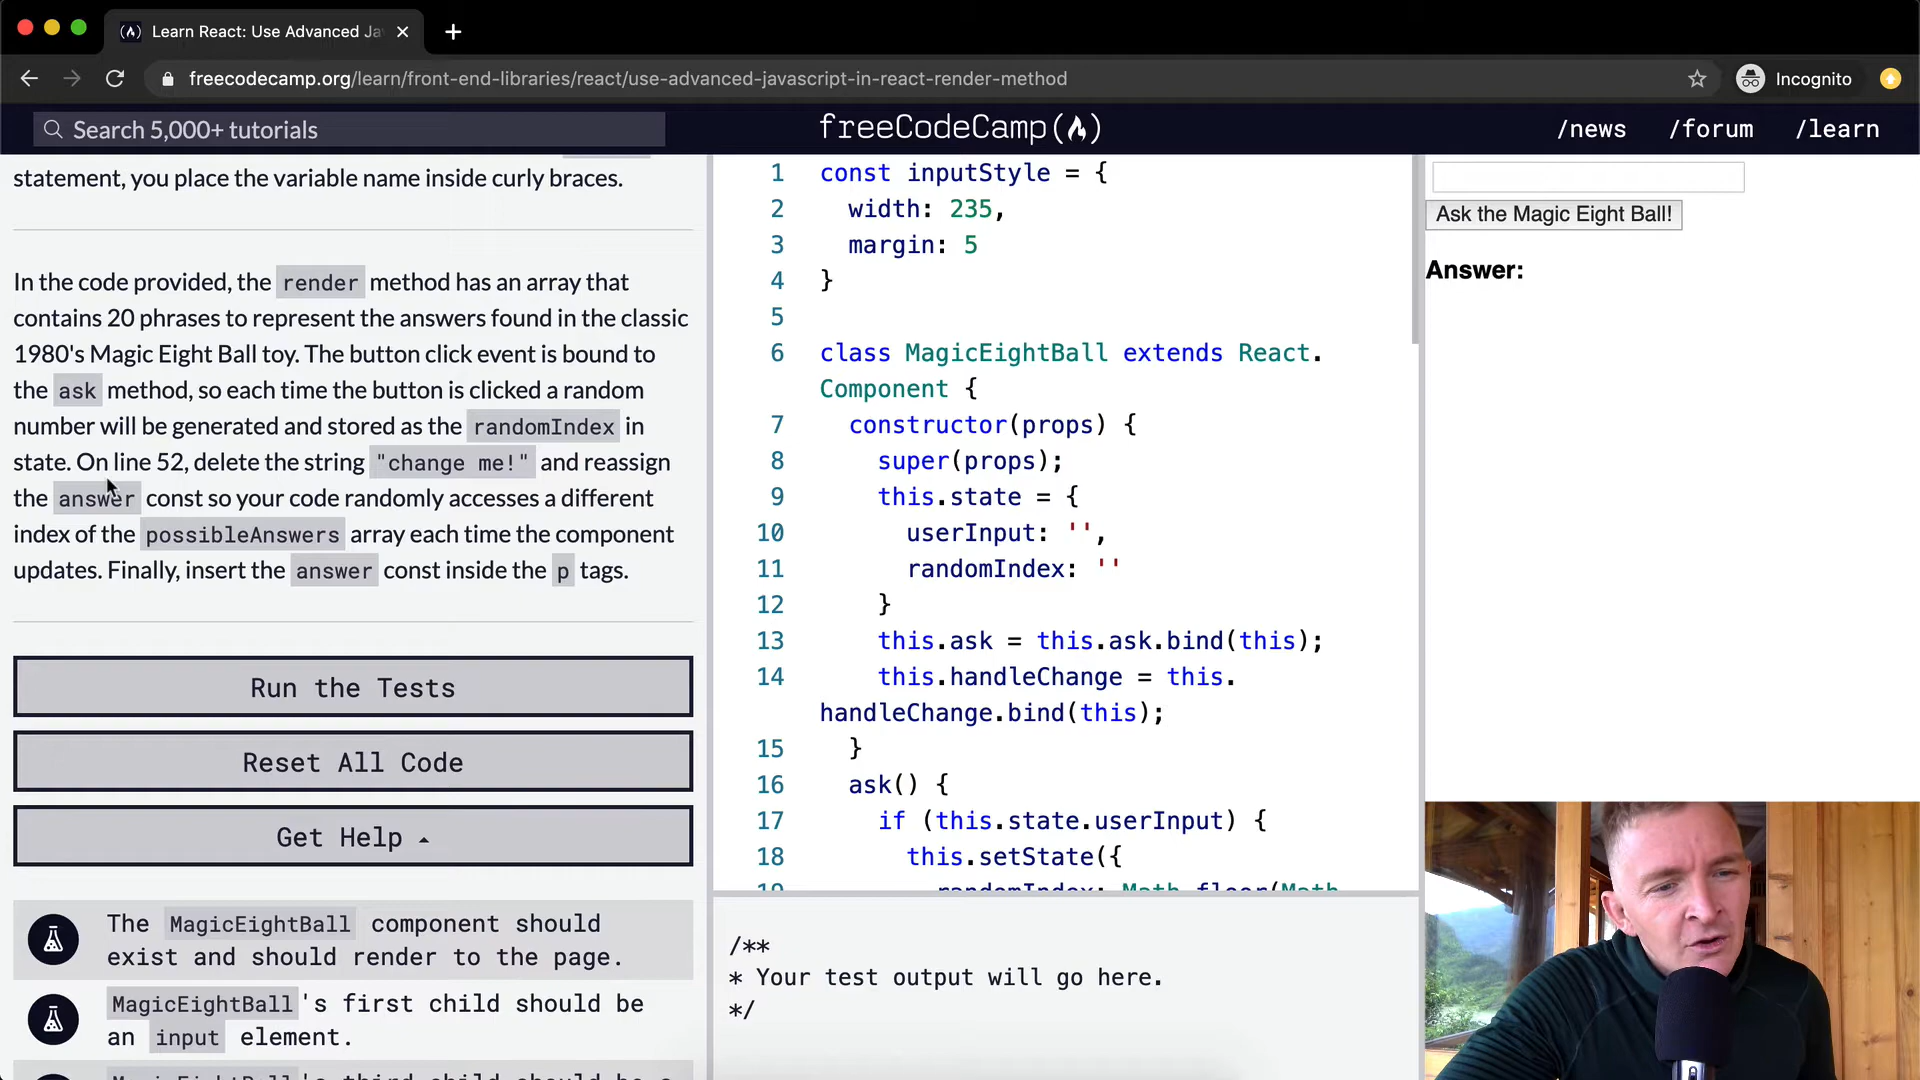 Learn React: Use Advanced Ja
freecodecamp.org/learn/front-end-libraries/react/use-advanced-javascript-in-react-render-method
Incognito
Search 5,000+ tutorials
freeCodeCamp
/news
/forum
/learn
statement, you place the variable name inside curly braces.
In the code provided, the render method has an array that
contains 20 phrases to represent the answers found in the classic
1980's Magic Eight Ball toy. The button click event is bound to
the ask method, so each time the button is clicked a random
number will be generated and stored as the randomIndex in
state. On line 52, delete the string "change me!" and reassign
the answer const so your code randomly accesses a different
index of the possibleAnswers array each time the component
updates. Finally, insert the answer const inside the p tags.
Run the Tests
Reset All Code
Get Help
The MagicEightBall component should
exist and should render to the page.
MagicEightBall's first child should be
an input element.
MagicEightBall's third child should be a
1 const inputStyle = {
2 width: 235,
3 margin: 5
4 }
5
6 class MagicEightBall extends React.
Component {
7 constructor(props) {
8 super(props);
9 this.state = {
10 userInput: '',
11 randomIndex: ''
12 }
13 this.ask = this.ask.bind(this);
14 this.handleChange = this.
handleChange.bind(this);
15 }
16 ask() {
17 if (this.state.userInput) {
18 this.setState({
19 randomIndex: Math.floor(Math
/**
* Your test output will go here.
*/
Ask the Magic Eight Ball!
Answer: